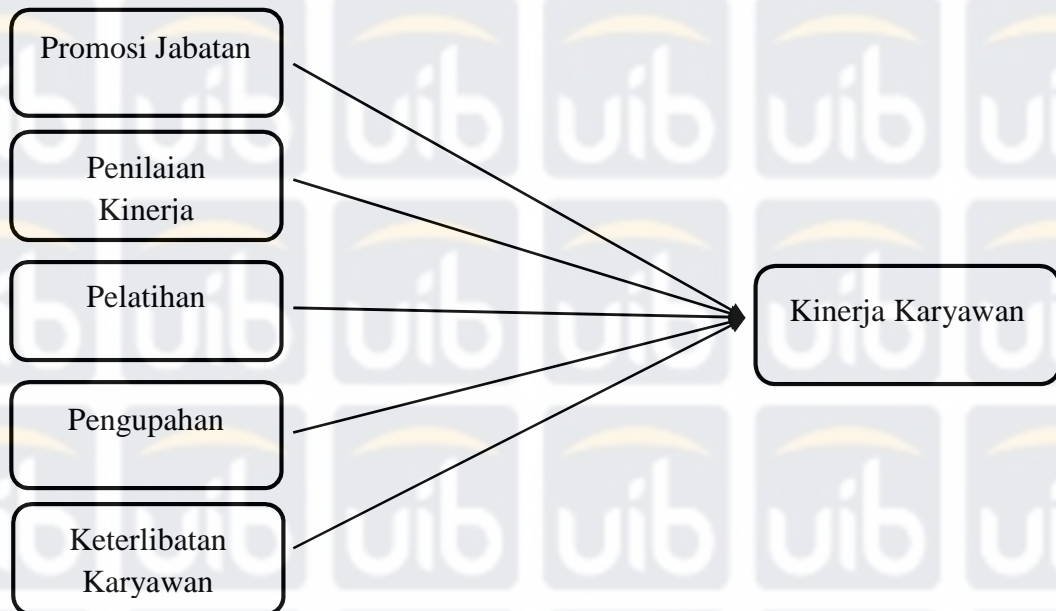 Promosi Jabatan
Penilaian
Kinerja
Pelatihan
Pengupahan
Keterlibatan
Karyawan
Kinerja Karyawan
uib